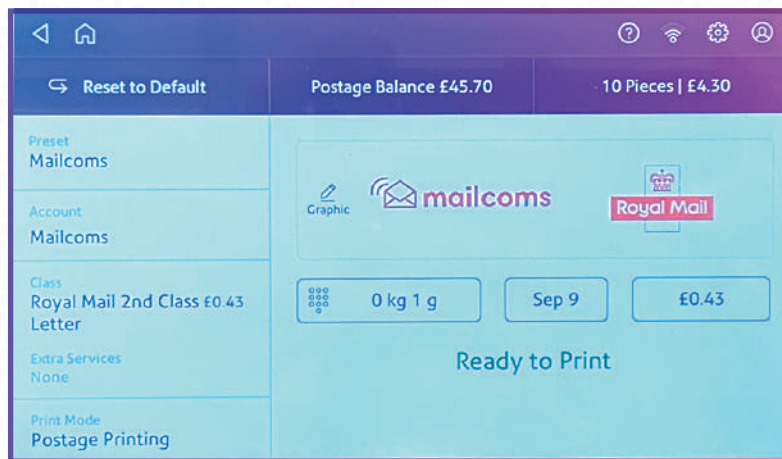 Reset to Default
Postage Balance £45.70
10 Pieces | £4.30
Preset
Mailcoms
Account
Mailcoms
Class
Royal Mail 2nd Class £0.43
Letter
Extra Services
None
Print Mode
Postage Printing
Graphic
mailcoms
Royal Mail
0 kg 1 g
Sep 9
£0.43
Ready to Print